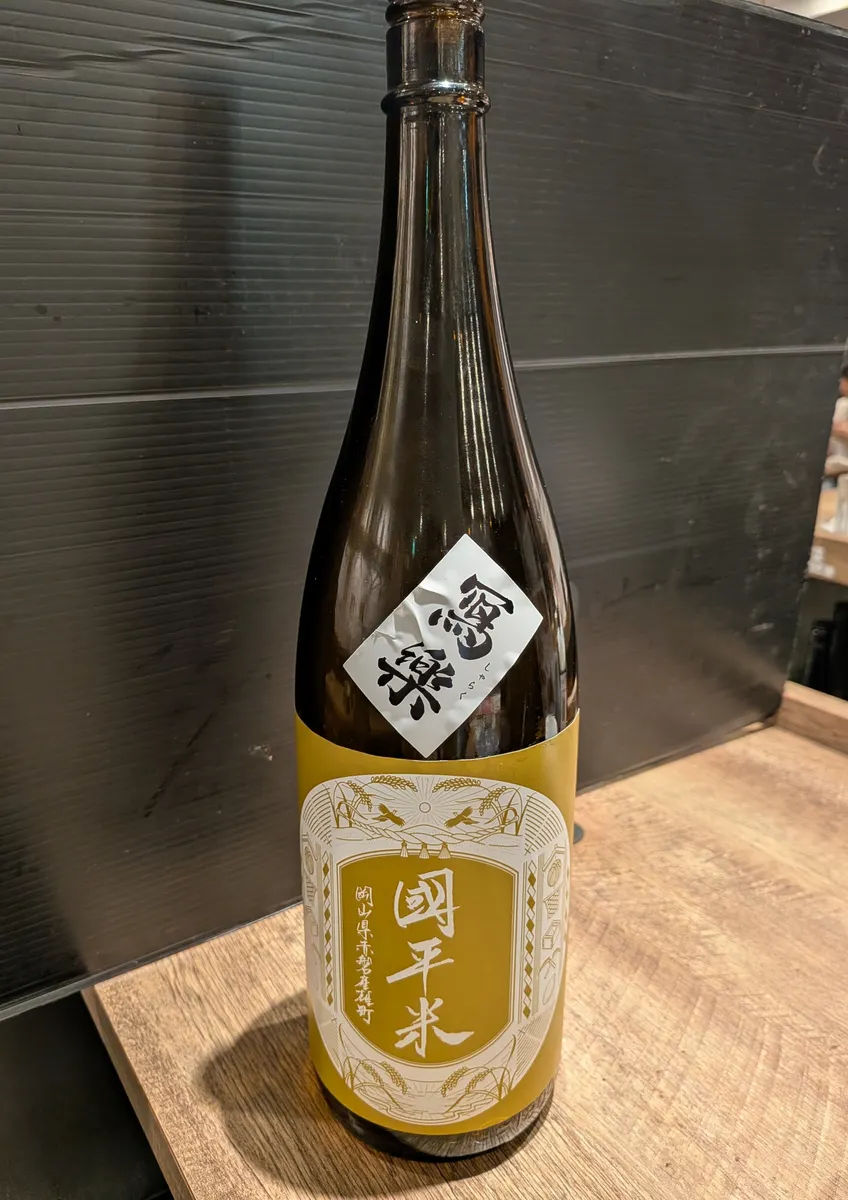 寫樂
しゃらく
國平米
岡山県赤磐産雄町